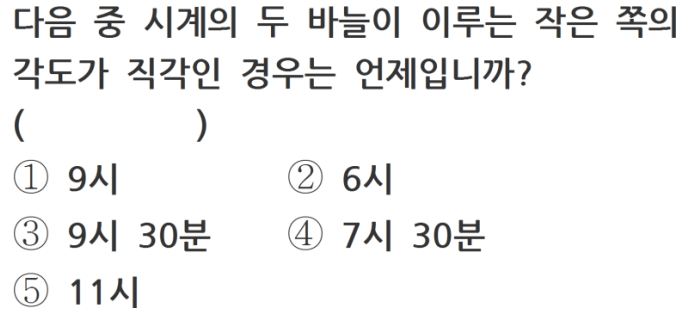 다음 중 시계의 두 바늘이 이루는 작은 쪽의
각도가 직각인 경우는 언제입니까?
( )
① 9시 ② 6시
③ 9시 30분 ④ 7시 30분
⑤ 11시